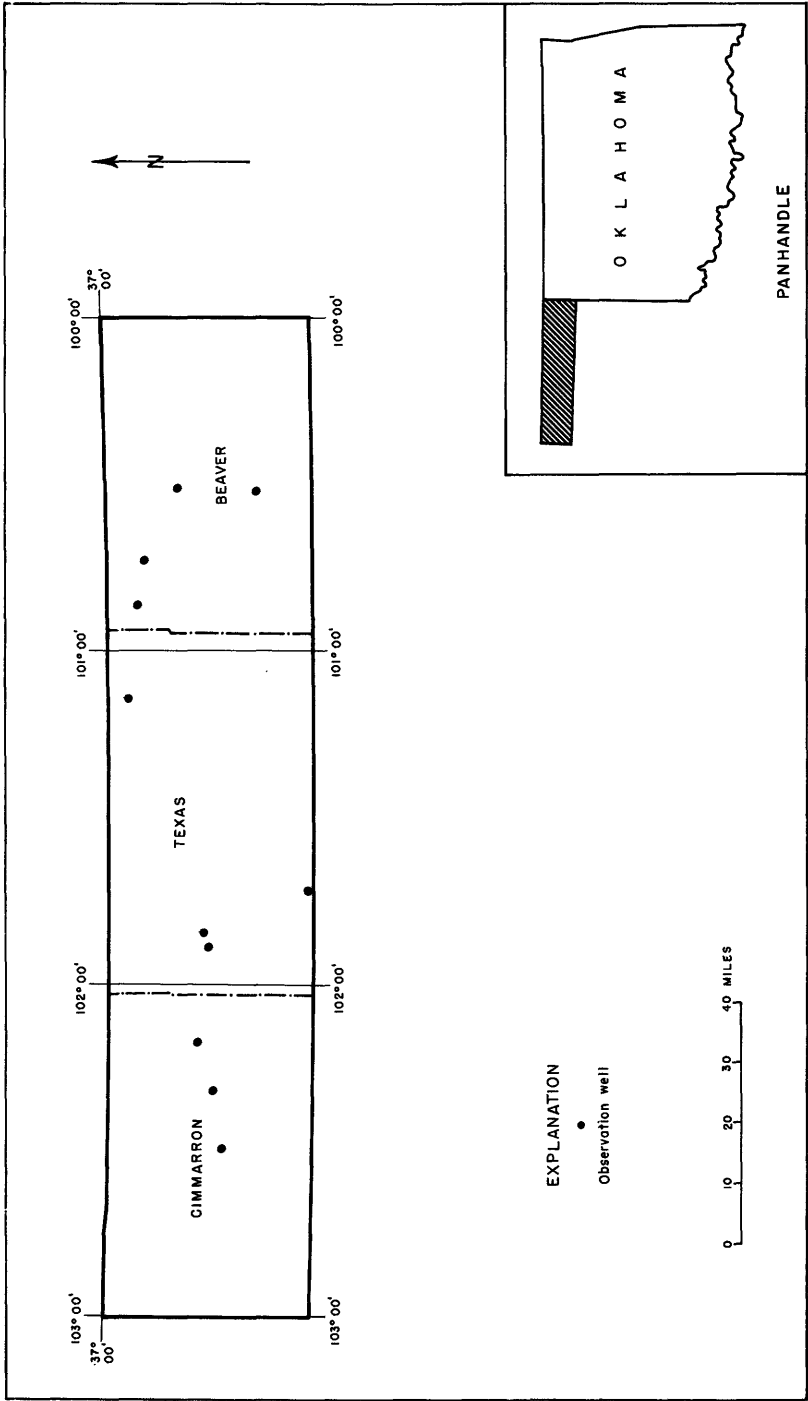 103° 00'
102° 00'
101° 00'
100° 00'
37°
00'
37°
00'
N
CIMMARRON
TEXAS
BEAVER
103° 00'
102° 00'
101° 00'
100° 00'
EXPLANATION
Observation well
0 10 20 30 40 MILES
OKLAHOMA
PANHANDLE